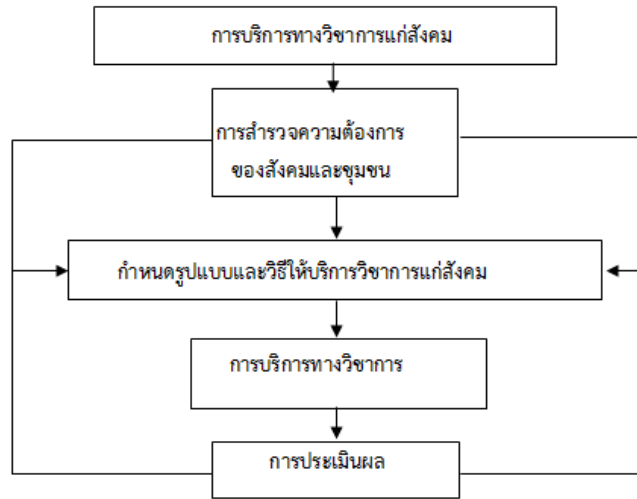 การบริการทางวิชาการแก่สังคม
การสำรวจความต้องการ
ของสังคมและชุมชน
กำหนดรูปแบบและวิธีให้บริการวิชาการแก่สังคม
การบริการทางวิชาการ
การประเมินผล